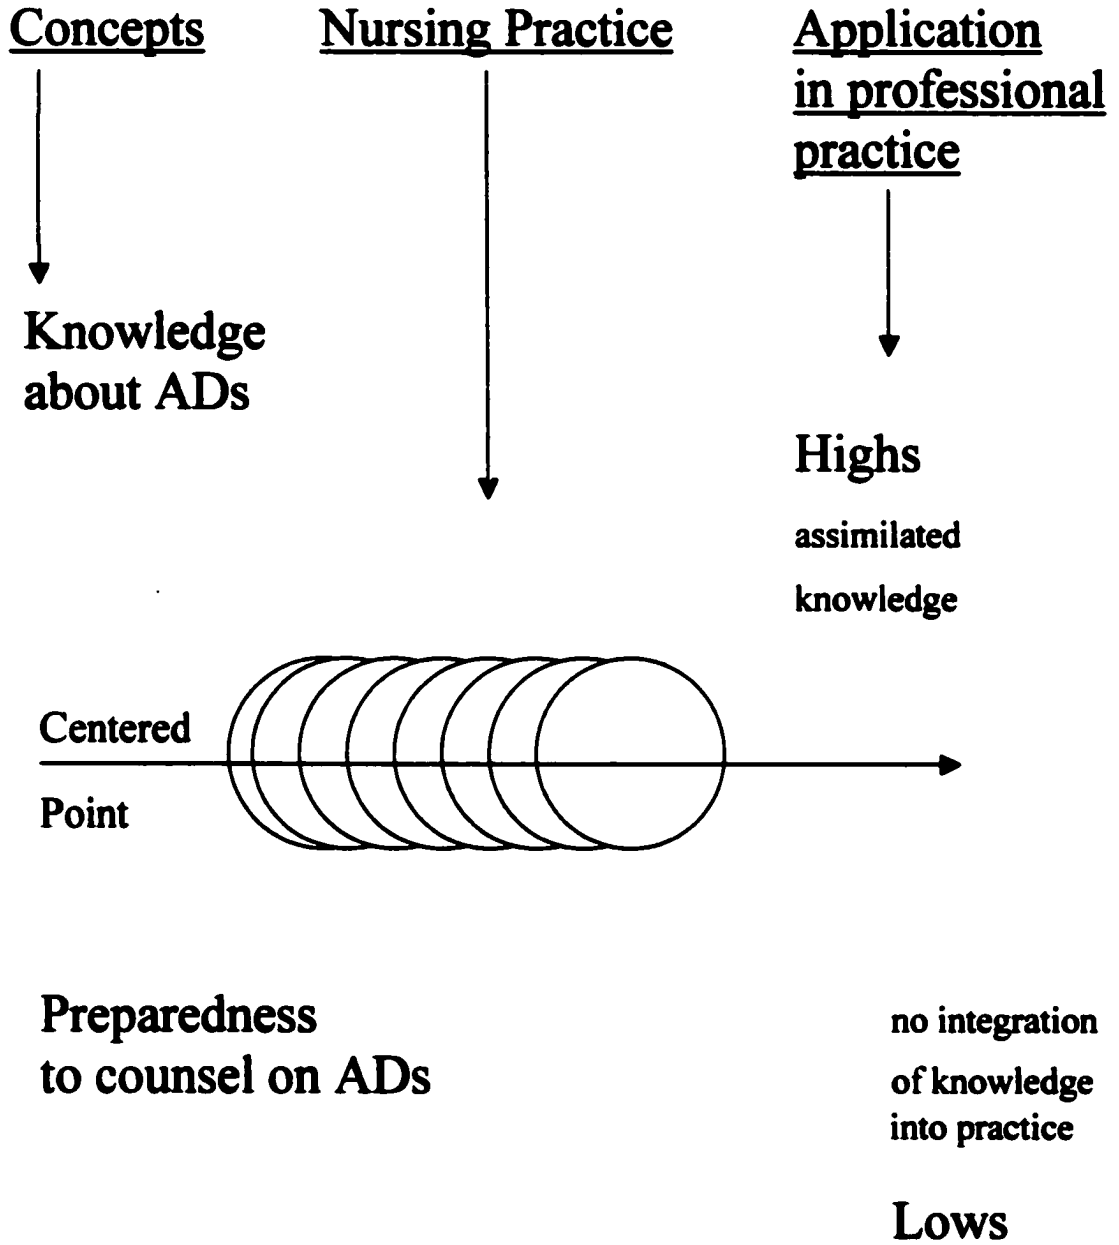 Concepts
Nursing Practice
Application
in professional
practice
Knowledge
about ADs
Highs
assimilated
knowledge
Centered
Point
Preparedness
to counsel on ADs
no integration
of knowledge
into practice
Lows